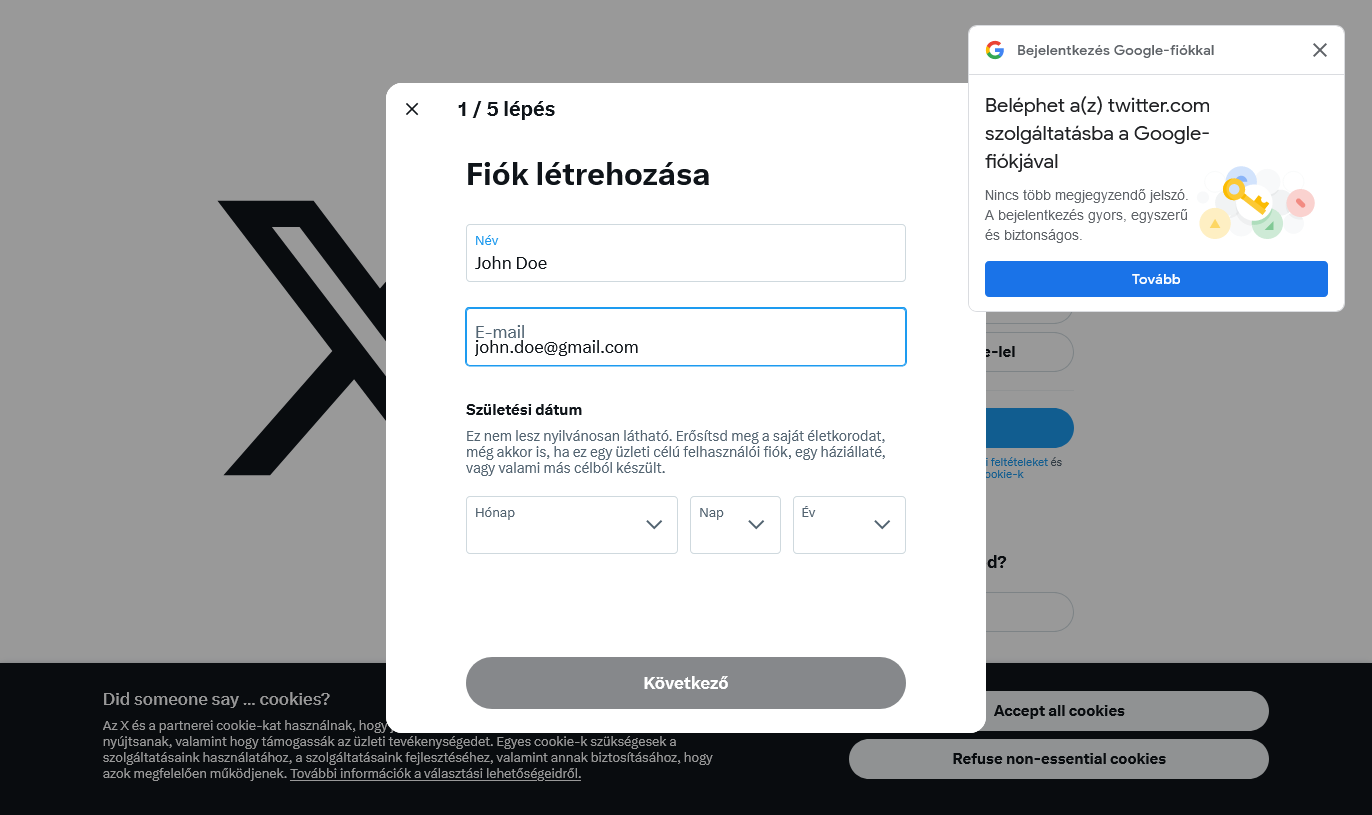 Bejelentkezés Google-fiókkal
Beléphet a(z) twitter.com
szolgáltatásba a Google-
fiókjával
Nincs több megjegyzendő jelszó.
A bejelentkezés gyors, egyszerű
és biztonságos.
Tovább
1 / 5 lépés
Fiók létrehozása
Név
John Doe
E-mail
john.doe@gmail.com
Születési dátum
Ez nem lesz nyilvánosan látható. Erősítsd meg a saját életkorodat,
még akkor is, ha ez egy üzleti célú felhasználói fiók, egy háziállaté,
vagy valami más célból készült.
Hónap
Nap
Év
Következő
e-lel
i feltételeket és
ookie-k
d?
Did someone say … cookies?
Az X és a partnerei cookie-kat használnak, hogy
nyújtsanak, valamint hogy támogassák az üzleti tevékenységedet. Egyes cookie-k szükségesek a
szolgáltatásaink használatához, a szolgáltatásaink fejlesztéséhez, valamint annak biztosításához, hogy
azok megfelelően működjenek. További információk a választási lehetőségeidről.
Accept all cookies
Refuse non-essential cookies